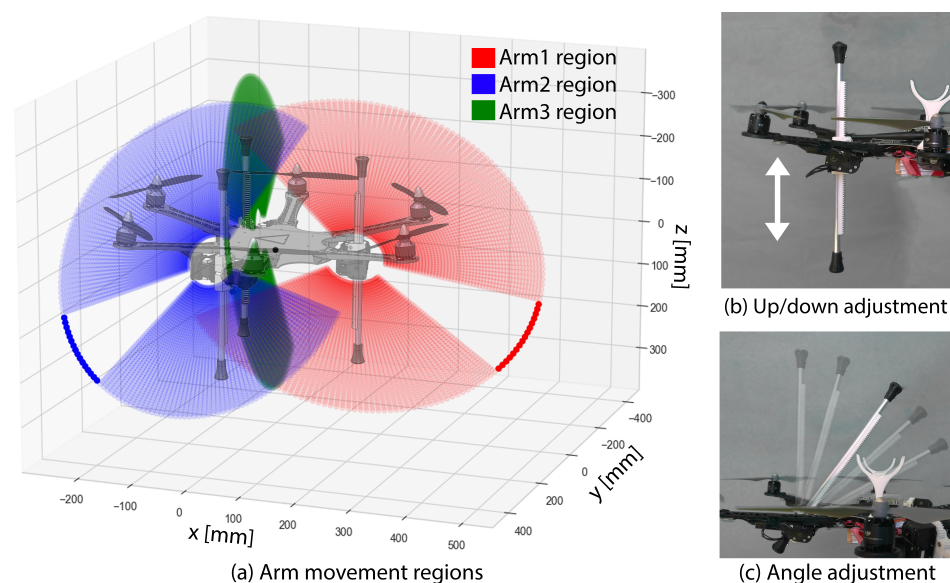 Arm1 region
Arm2 region
Arm3 region
−300
−200
−100
0
100
200
300
z [mm]
−400
−200
0
200
400
y [mm]
−200
−100
0
100
200
300
400
500
x [mm]
(a) Arm movement regions
(b) Up/down adjustment
(c) Angle adjustment